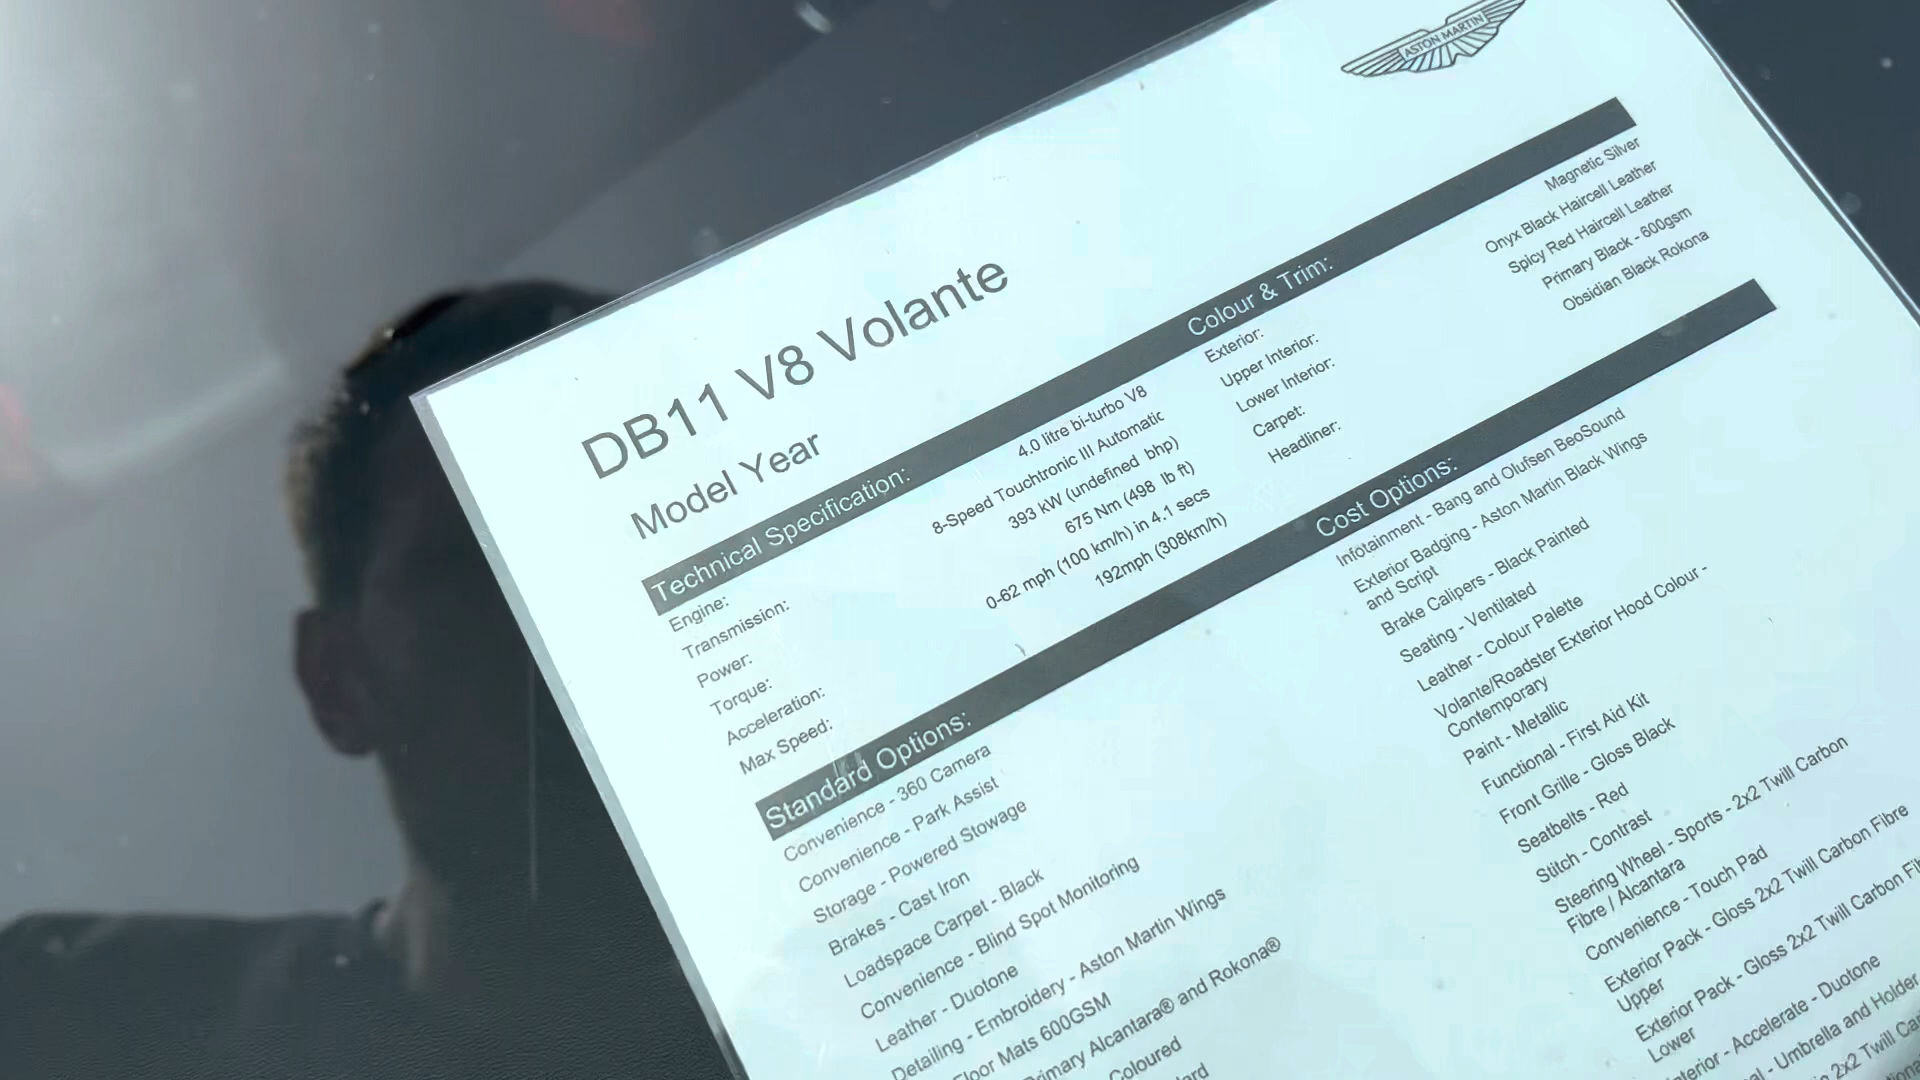 ASTON MARTIN
DB11 V8 Volante
Model Year
Technical Specification:
Engine: 4.0 litre bi-turbo V8
Transmission: 8-Speed Touchtronic III Automatic
Power: 393 kW (undefined bhp)
Torque: 675 Nm (498 lb ft)
Acceleration: 0-62 mph (100 km/h) in 4.1 secs
Max Speed: 192mph (308km/h)
Colour & Trim:
Exterior: Magnetic Silver
Upper Interior: Onyx Black Haircell Leather
Lower Interior: Spicy Red Haircell Leather
Carpet: Primary Black - 600gsm
Headliner: Obsidian Black Rokona
Standard Options:
Convenience - 360 Camera
Convenience - Park Assist
Storage - Powered Stowage
Brakes - Cast Iron
Loadspace Carpet - Black
Convenience - Blind Spot Monitoring
Leather - Duotone
Detailing - Embroidery - Aston Martin Wings
Floor Mats 600GSM
Primary Alcantara® and Rokona®
Coloured
Cost Options:
Infotainment - Bang and Olufsen BeoSound
Exterior Badging - Aston Martin Black Wings
and Script
Brake Calipers - Black Painted
Seating - Ventilated
Leather - Colour Palette
Volante/Roadster Exterior Hood Colour -
Contemporary
Paint - Metallic
Functional - First Aid Kit
Front Grille - Gloss Black
Seatbelts - Red
Stitch - Contrast
Steering Wheel - Sports - 2x2 Twill Carbon
Fibre / Alcantara
Convenience - Touch Pad
Exterior Pack - Gloss 2x2 Twill Carbon Fibre
Upper
Exterior Pack - Gloss 2x2 Twill Carbon
Lower
- Accelerate - Duotone
- Umbrella and Holder
2x2 Twill